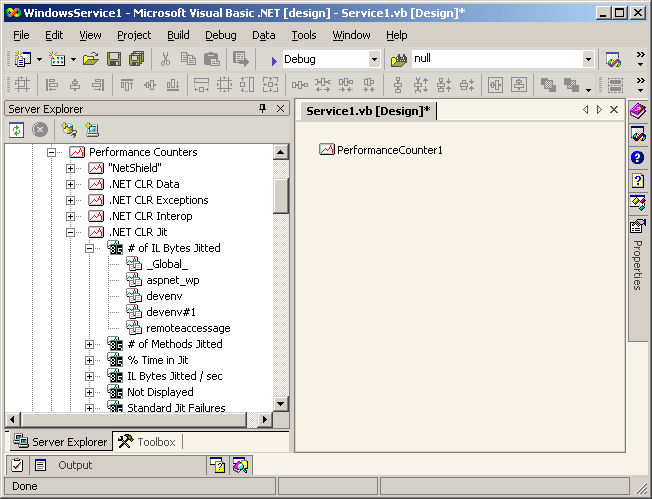 WindowsService1 - Microsoft Visual Basic .NET [design] - Service1.vb [Design]*
File Edit View Project Build Debug Data Tools Window Help
Debug null
Server Explorer
Service1.vb [Design]*
Performance Counters
"NetShield"
.NET CLR Data
.NET CLR Exceptions
.NET CLR Interop
.NET CLR Jit
# of IL Bytes Jitted
_Global_
aspnet_wp
devenv
devenv#1
remoteaccessage
# of Methods Jitted
% Time in Jit
IL Bytes Jitted / sec
Not Displayed
Standard Jit Failures
PerformanceCounter1
Properties
Server Explorer Toolbox
Output
Done